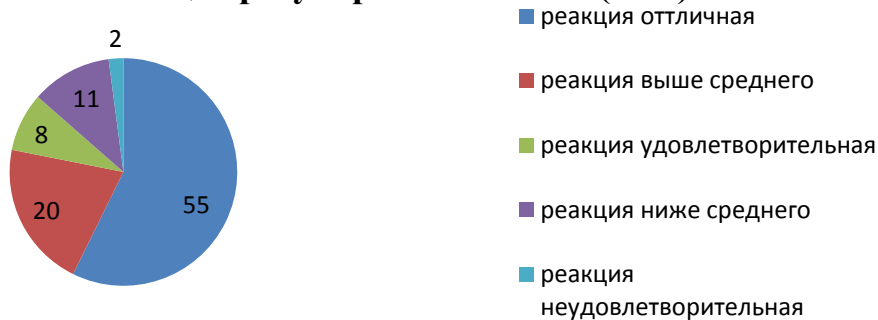 реакция оттличная
2
11
реакция выше среднего
8
реакция удовлетворительная
20
55
реакция ниже среднего
реакция
неудовлетворительная